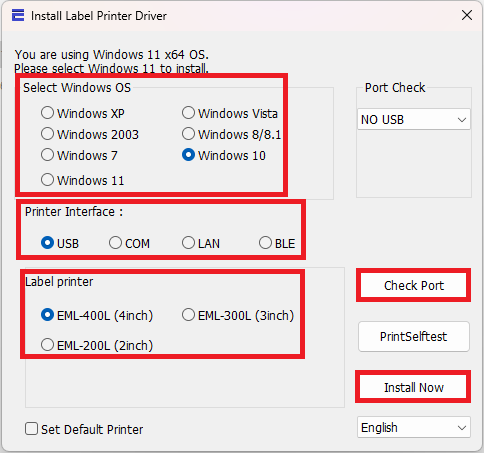 Install Label Printer Driver
You are using Windows 11 x64 OS.
Please select Windows 11 to install.
Select Windows OS
Port Check
Windows XP
Windows Vista
NO USB
Windows 2003
Windows 8/8.1
Windows 7
Windows 10
Windows 11
Printer Interface :
USB
COM
LAN
BLE
Label printer
Check Port
EML-400L (4inch)
EML-300L (3inch)
PrintSelftest
EML-200L (2inch)
Install Now
Set Default Printer
English